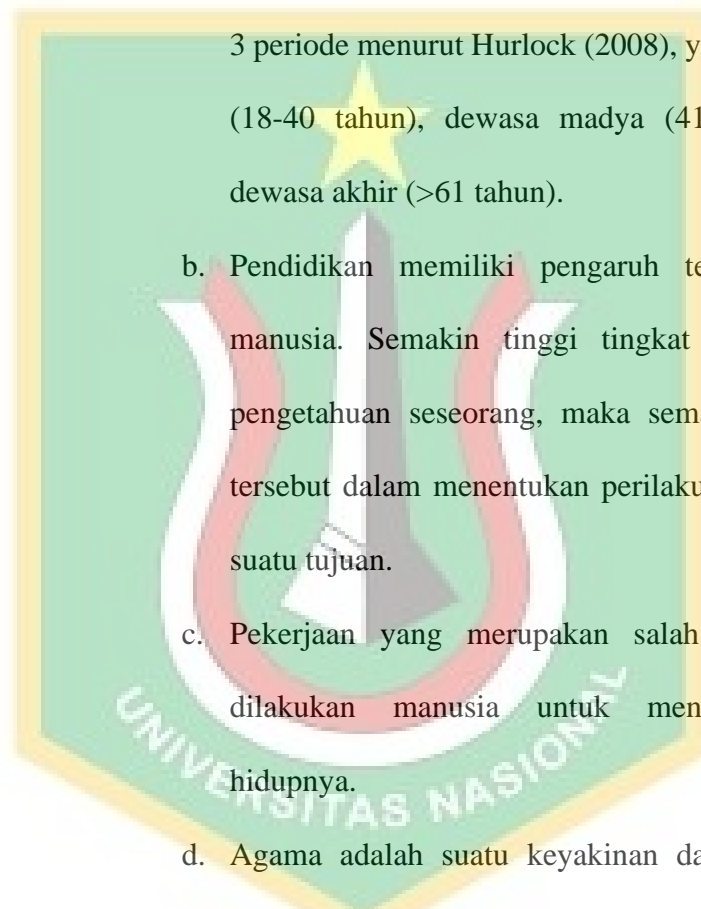 3 periode menurut Hurlock (2008), y
(18-40 tahun), dewasa madya (41
dewasa akhir (>61 tahun).
b. Pendidikan memiliki pengaruh te
manusia. Semakin tinggi tingkat
pengetahuan seseorang, maka sem
tersebut dalam menentukan perilaku
suatu tujuan.
c. Pekerjaan yang merupakan salah
dilakukan manusia untuk men
hidupnya.
d. Agama adalah suatu keyakinan da
UNIVERSITAS NASIONAL